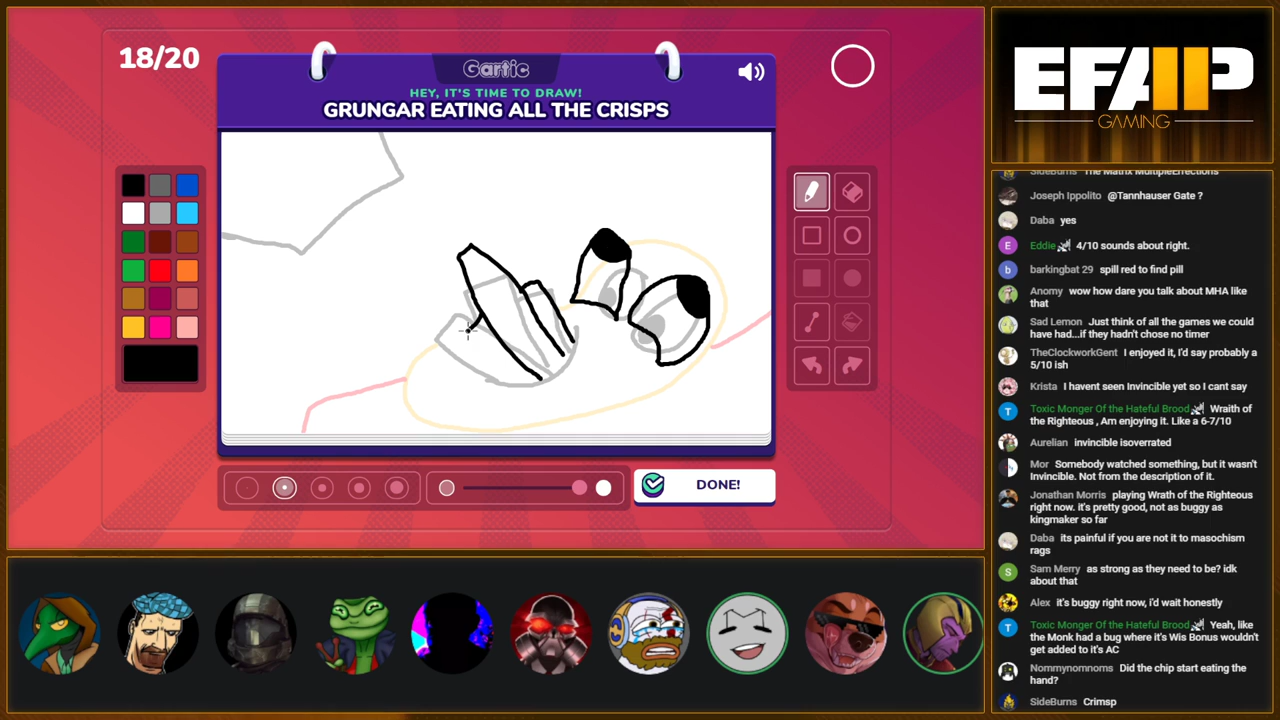 18/20
Gartic
HEY, IT'S TIME TO DRAW!
GRUNGAR EATING ALL THE CRISPS
DONE!
EFAP
GAMING
SideBurns The Matrix MultipleErections
Joseph Ippolito @Tannhauser Gate ?
Daba yes
Eddie 4/10 sounds about right.
barkingbat 29 spill red to find pill
Anomy wow how dare you talk about MHA like
that
Sad Lemon Just think of all the games we could
have had...if they hadn't chose no timer
TheClockworkGent I enjoyed it, I'd say probably a
5/10 ish
Krista I havent seen Invincible yet so I cant say
Toxic Monger Of the Hateful Brood Wraith of
the Righteous , Am enjoying it. Like a 6-7/10
Aurelian invincible isoverrated
Mor Somebody watched something, but it wasn't
Invincible. Not from the description of it.
Jonathan Morris playing Wrath of the Righteous
right now. it's pretty good, not as buggy as
kingmaker so far
Daba its painful if you are not it to masochism
rags
Sam Merry as strong as they need to be? idk
about that
Alex it's buggy right now, i'd wait honestly
Toxic Monger Of the Hateful Brood Yeah, like
the Monk had a bug where it's Wis Bonus wouldn't
get added to it's AC
Nommynomnoms Did the chip start eating the
hand?
SideBurns Crimsp